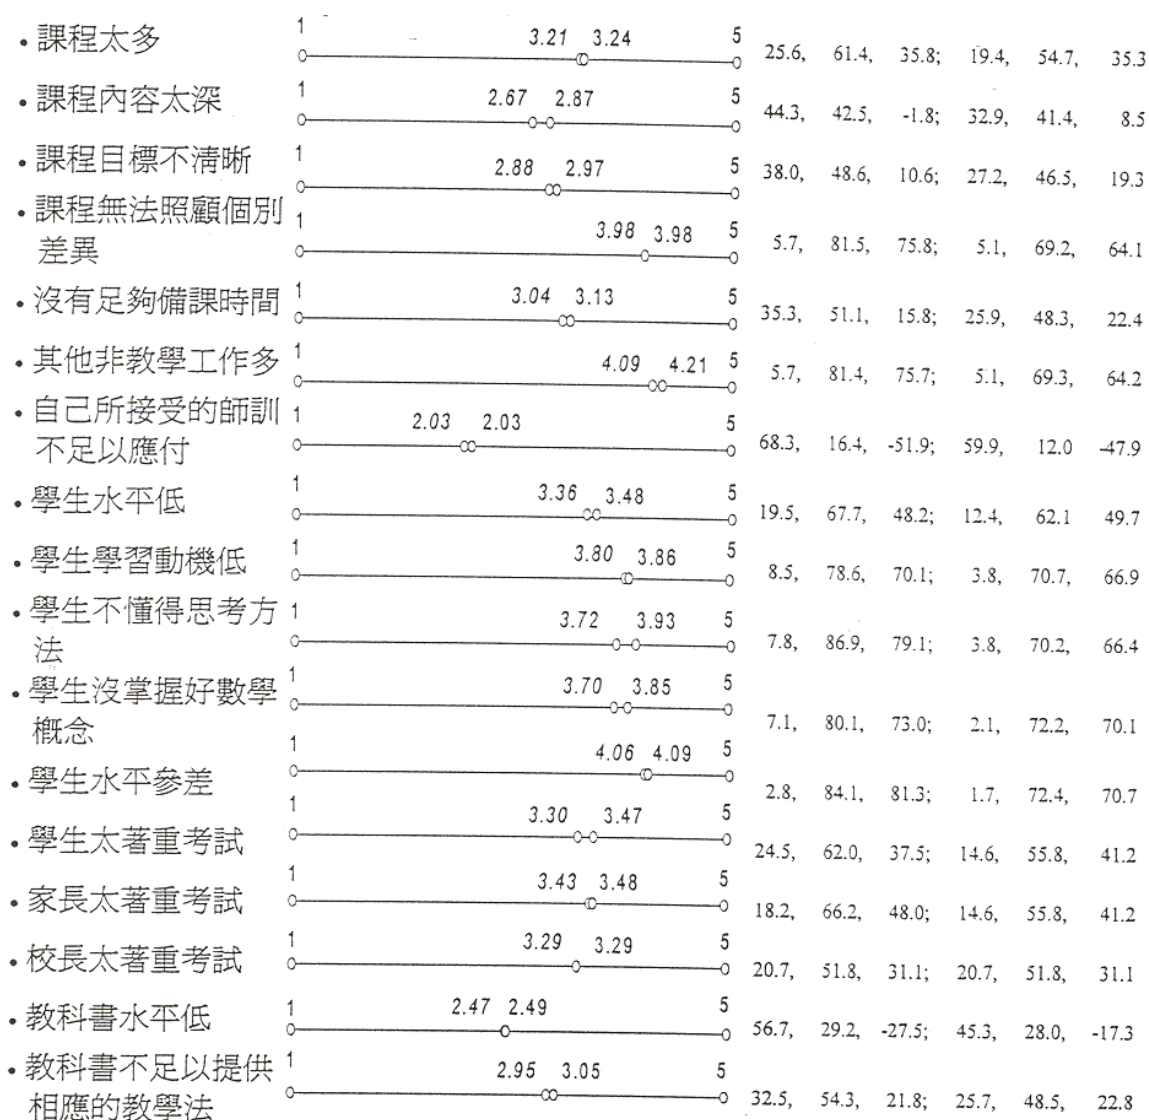 1 3.21 3.24 5
• 課程太多 25.6, 61.4, 35.8; 19.4, 54.7, 35.3
1 2.67 2.87 5
• 課程內容太深 44.3, 42.5, -1.8; 32.9, 41.4, 8.5
1 2.88 2.97 5
• 課程目標不清晰 38.0, 48.6, 10.6; 27.2, 46.5, 19.3
• 課程無法照顧個別
1 3.98 3.98 5
差異 5.7, 81.5, 75.8; 5.1, 69.2, 64.1
1 3.04 3.13 5
• 沒有足夠備課時間 35.3, 51.1, 15.8; 25.9, 48.3, 22.4
1 4.09 4.21 5
• 其他非教學工作多 5.7, 81.4, 75.7; 5.1, 69.3, 64.2
• 自己所接受的師訓
1 2.03 2.03 5
不足以應付 68.3, 16.4, -51.9; 59.9, 12.0 -47.9
1 3.36 3.48 5
• 學生水平低 19.5, 67.7, 48.2; 12.4, 62.1 49.7
1 3.80 3.86 5
• 學生學習動機低 8.5, 78.6, 70.1; 3.8, 70.7, 66.9
• 學生不懂得思考方
1 3.72 3.93 5
法 7.8, 86.9, 79.1; 3.8, 70.2, 66.4
• 學生沒掌握好數學
1 3.70 3.85 5
概念 7.1, 80.1, 73.0; 2.1, 72.2, 70.1
1 4.06 4.09 5
• 學生水平參差 2.8, 84.1, 81.3; 1.7, 72.4, 70.7
1 3.30 3.47 5
• 學生太著重考試 24.5, 62.0, 37.5; 14.6, 55.8, 41.2
1 3.43 3.48 5
• 家長太著重考試 18.2, 66.2, 48.0; 14.6, 55.8, 41.2
1 3.29 3.29 5
• 校長太著重考試 20.7, 51.8, 31.1; 20.7, 51.8, 31.1
1 2.47 2.49 5
• 教科書水平低 56.7, 29.2, -27.5; 45.3, 28.0, -17.3
• 教科書不足以提供
1 2.95 3.05 5
相應的教學法 32.5, 54.3, 21.8; 25.7, 48.5, 22.8